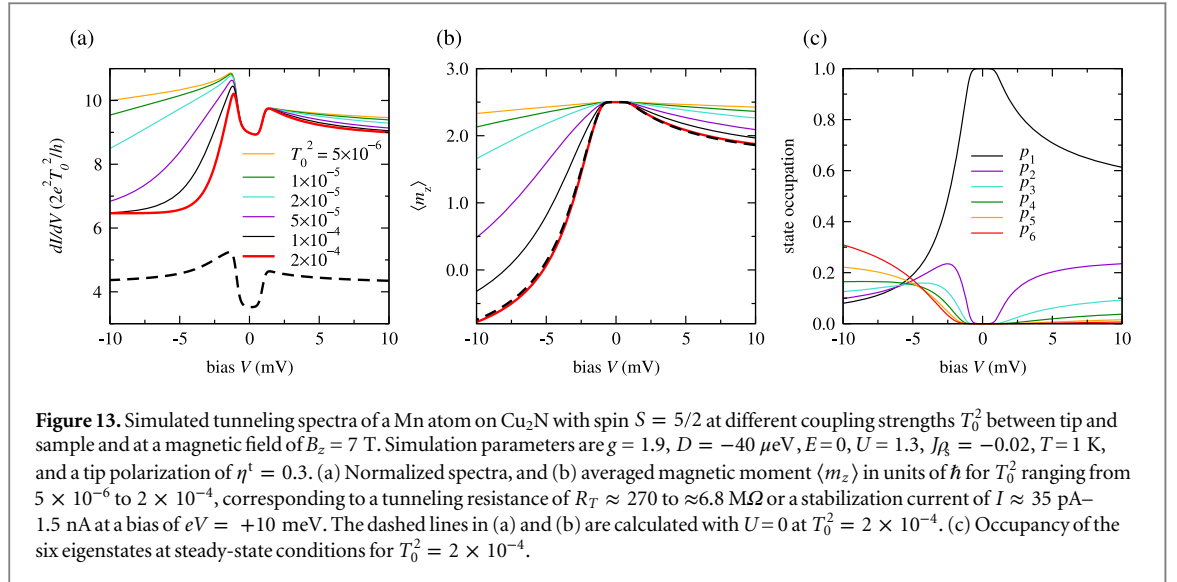 (a)
(b)
(c)
dI/dV (2e²T₀²/h)
10
8
6
4
T₀² = 5×10⁻⁶
1×10⁻⁵
2×10⁻⁵
5×10⁻⁵
1×10⁻⁴
2×10⁻⁴
-10 -5 0 5 10
bias V (mV)
⟨m_z⟩
3.0
2.0
1.0
0.0
-10 -5 0 5 10
bias V (mV)
state occupation
1.0
0.8
0.6
0.4
0.2
0.0
p₁
p₂
p₃
p₄
p₅
p₆
-10 -5 0 5 10
bias V (mV)
Figure 13. Simulated tunneling spectra of a Mn atom on Cu₂N with spin S = 5/2 at different coupling strengths T₀² between tip and
sample and at a magnetic field of B_z = 7 T. Simulation parameters are g = 1.9, D = −40 μeV, E = 0, U = 1.3, Jρₛ = −0.02, T = 1 K,
and a tip polarization of ηᵗ = 0.3. (a) Normalized spectra, and (b) averaged magnetic moment ⟨m_z⟩ in units of ℏ for T₀² ranging from
5 × 10⁻⁶ to 2 × 10⁻⁴, corresponding to a tunneling resistance of R_T ≈ 270 to ≈6.8 MΩ or a stabilization current of I ≈ 35 pA–
1.5 nA at a bias of eV = +10 meV. The dashed lines in (a) and (b) are calculated with U = 0 at T₀² = 2 × 10⁻⁴. (c) Occupancy of the
six eigenstates at steady-state conditions for T₀² = 2 × 10⁻⁴.